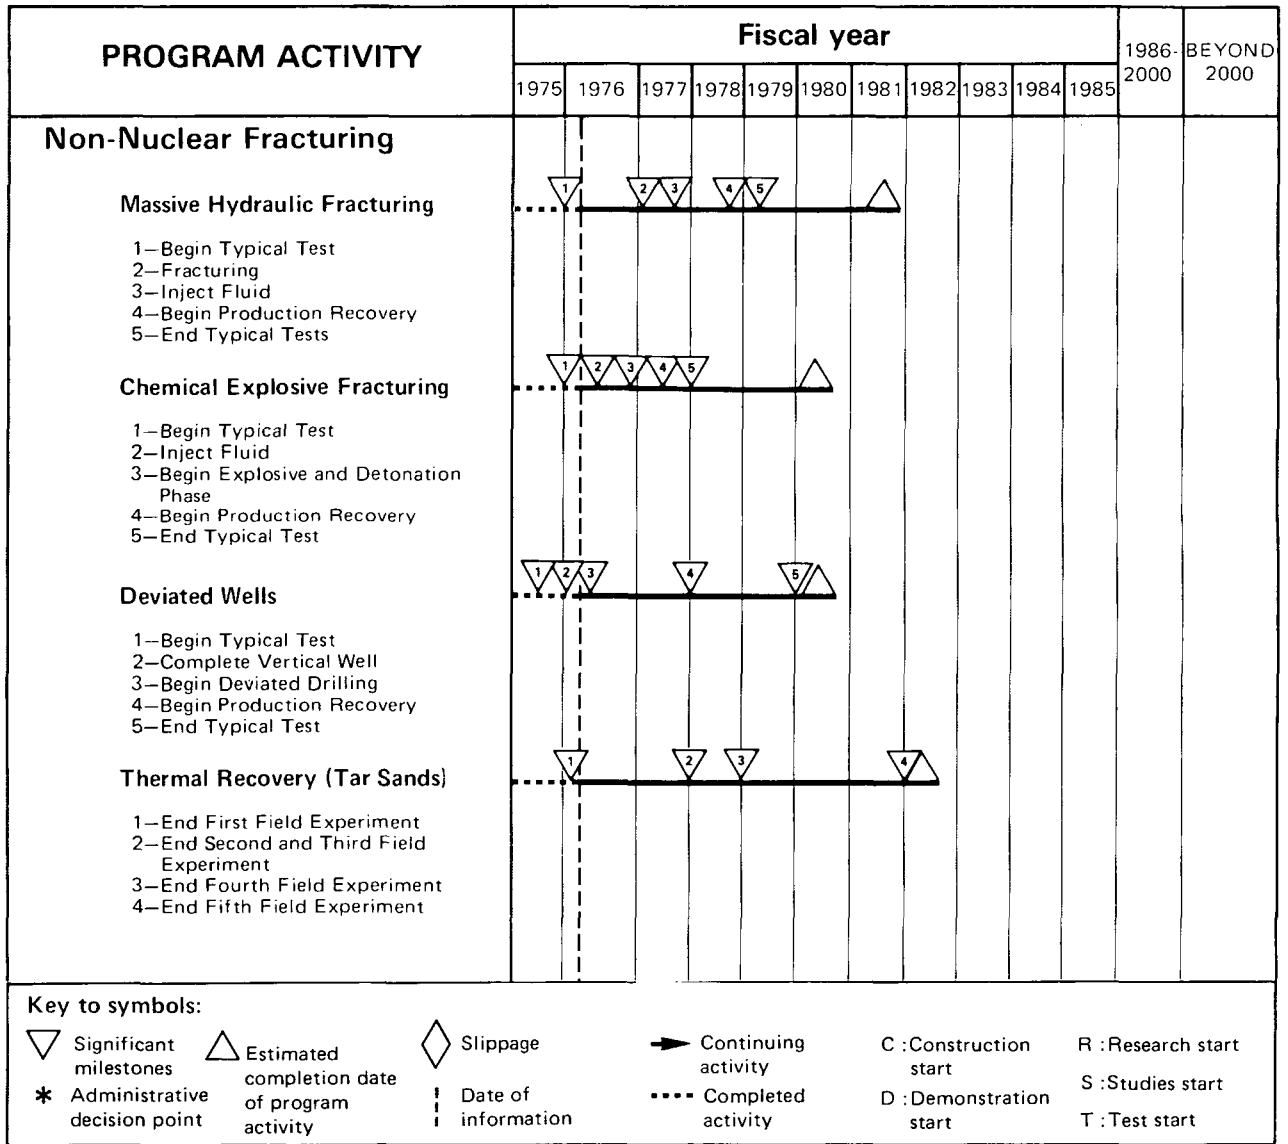 PROGRAM ACTIVITY
Fiscal year
1975 1976 1977 1978 1979 1980 1981 1982 1983 1984 1985
1986-
2000
BEYOND
2000
Non-Nuclear Fracturing
1 2 3 4 5
Massive Hydraulic Fracturing
1—Begin Typical Test
2—Fracturing
3—Inject Fluid
4—Begin Production Recovery
5—End Typical Tests
1 2 3 4 5
Chemical Explosive Fracturing
1—Begin Typical Test
2—Inject Fluid
3—Begin Explosive and Detonation
Phase
4—Begin Production Recovery
5—End Typical Test
1 2 3 4 5
Deviated Wells
1—Begin Typical Test
2—Complete Vertical Well
3—Begin Deviated Drilling
4—Begin Production Recovery
5—End Typical Test
1 2 3 4
Thermal Recovery (Tar Sands)
1—End First Field Experiment
2—End Second and Third Field
Experiment
3—End Fourth Field Experiment
4—End Fifth Field Experiment
Key to symbols:
Significant
milestones
* Administrative
decision point
Estimated
completion date
of program
activity
Slippage
Date of
information
Continuing
activity
Completed
activity
C :Construction
start
D :Demonstration
start
R :Research start
S :Studies start
T :Test start